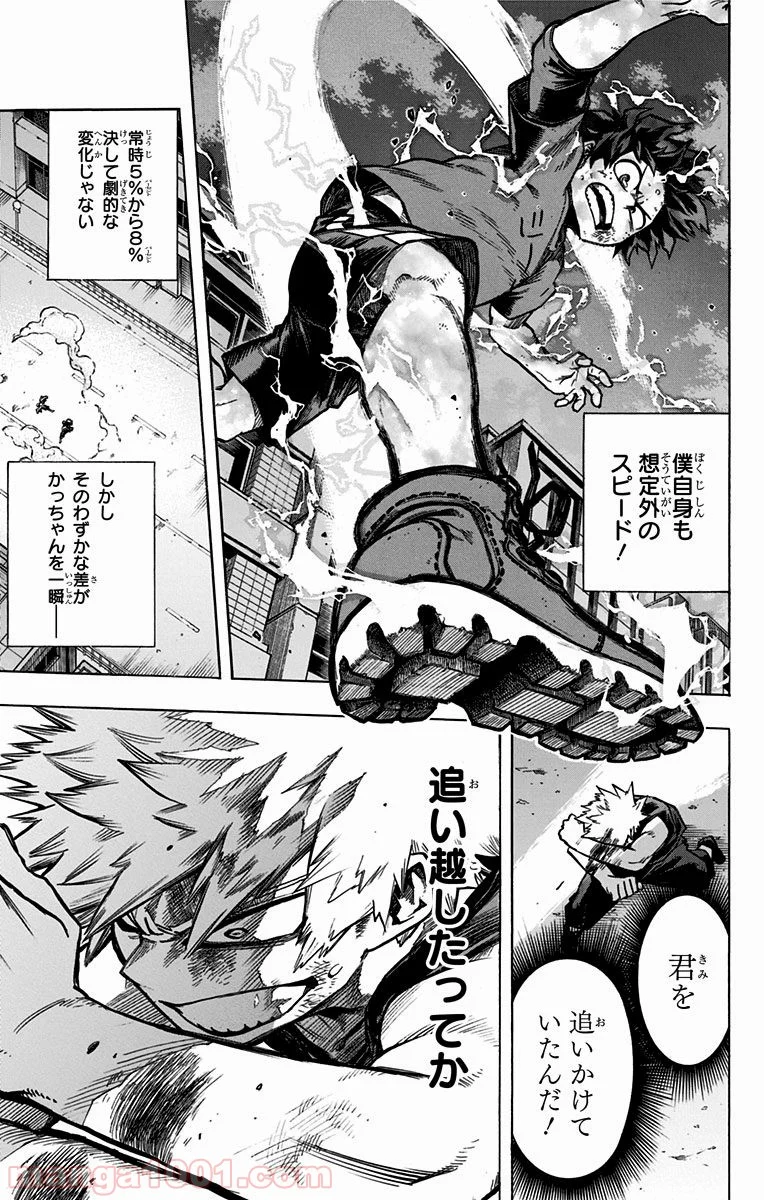 僕自身も
想定外の
スピード!
常時5%から8%
決して劇的な
変化じゃない
しかし
そのわずかな差が
かっちゃんを一瞬——
君を
追いかけて
いたんだ!
追い越したってか
manga1001.com